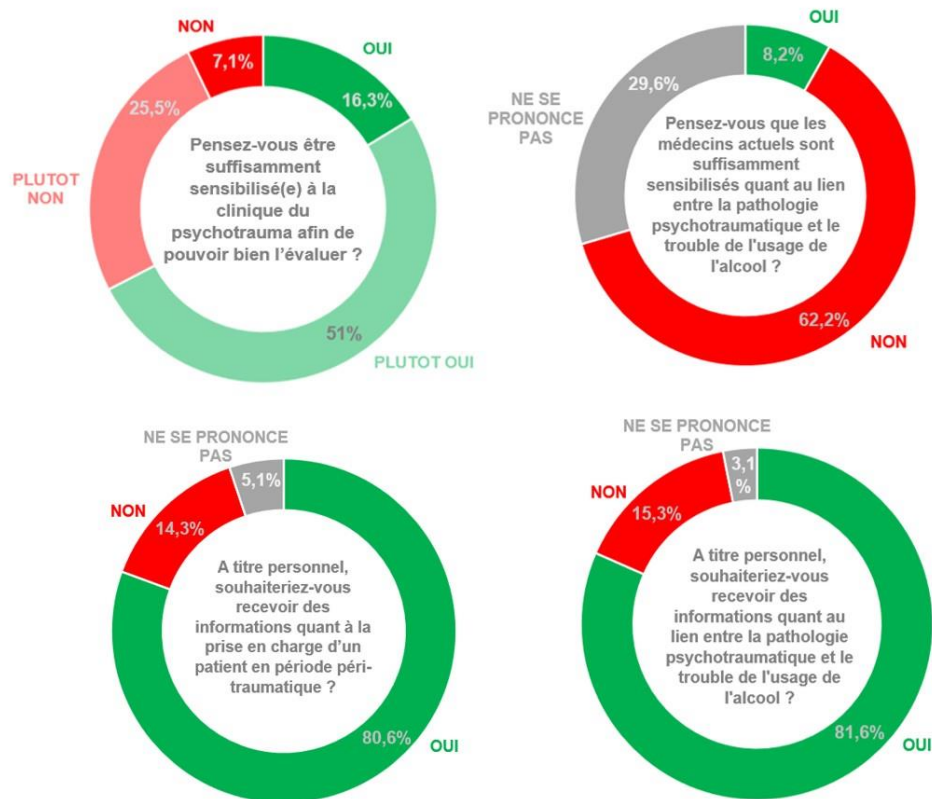 NON
OUI
7,1%
16,3%
25,5%
PLUTOT
NON
Pensez-vous être
suffisamment
sensibilisé(e) à la
clinique du
psychotrauma afin de
pouvoir bien l’évaluer ?
51%
PLUTOT OUI
OUI
8,2%
29,6%
NE SE
PRONONCE
PAS
Pensez-vous que les
médecins actuels sont
suffisamment
sensibilisés quant au lien
entre la pathologie
psychotraumatique et le
trouble de l'usage de
l'alcool ?
62,2%
NON
NE SE PRONONCE
PAS
5,1%
NON
14,3%
A titre personnel,
souhaiteriez-vous
recevoir des
informations quant à la
prise en charge d’un
patient en période péri-
traumatique ?
80,6%
OUI
NE SE PRONONCE
PAS
3,1
%
NON
15,3%
A titre personnel,
souhaiteriez-vous
recevoir des
informations quant au
lien entre la pathologie
psychotraumatique et le
trouble de l'usage de
l'alcool ?
81,6%
OUI